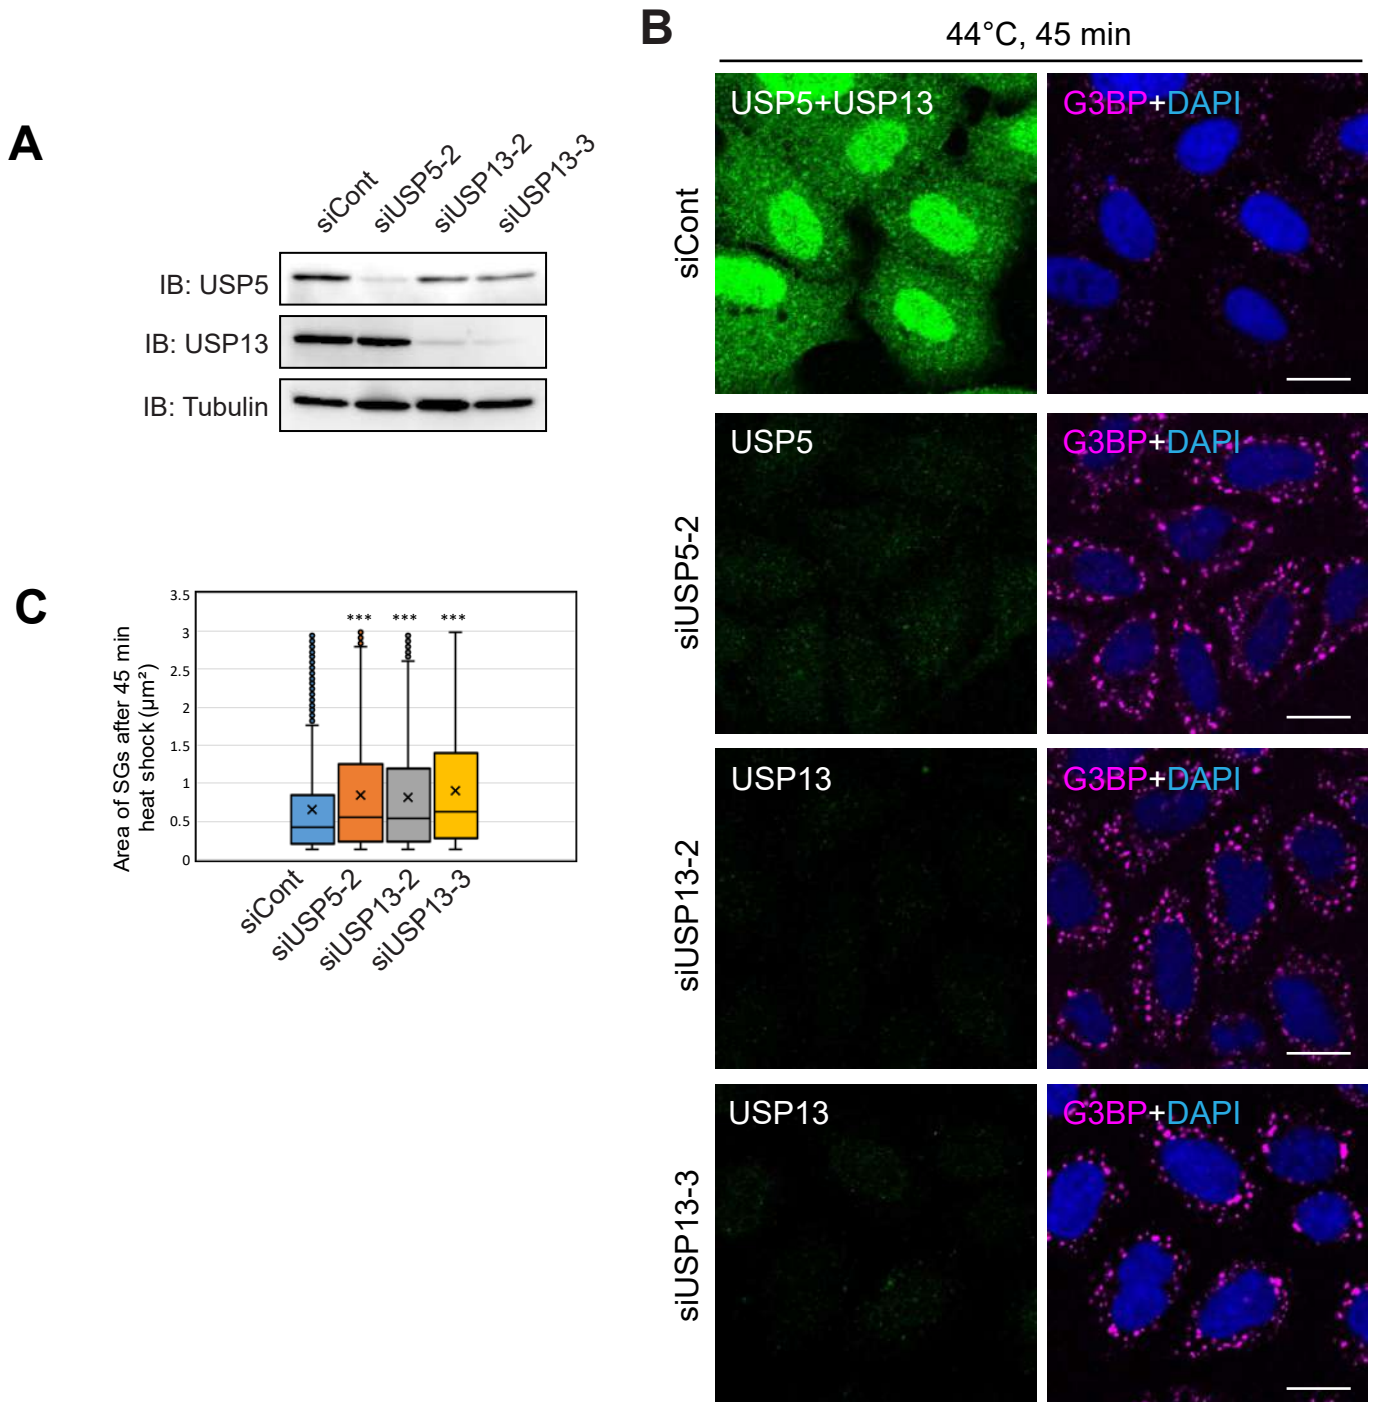 A
siCont
siUSP5-2
siUSP13-2
siUSP13-3
IB: USP5
IB: USP13
IB: Tubulin
B
44°C, 45 min
siCont
USP5+USP13
G3BP+DAPI
siUSP5-2
USP5
G3BP+DAPI
siUSP13-2
USP13
G3BP+DAPI
siUSP13-3
USP13
G3BP+DAPI
C
Area of SGs after 45 min
heat shock (µm²)
3.5
3
2.5
2
1.5
1
0.5
0
***
***
***
siCont
siUSP5-2
siUSP13-2
siUSP13-3